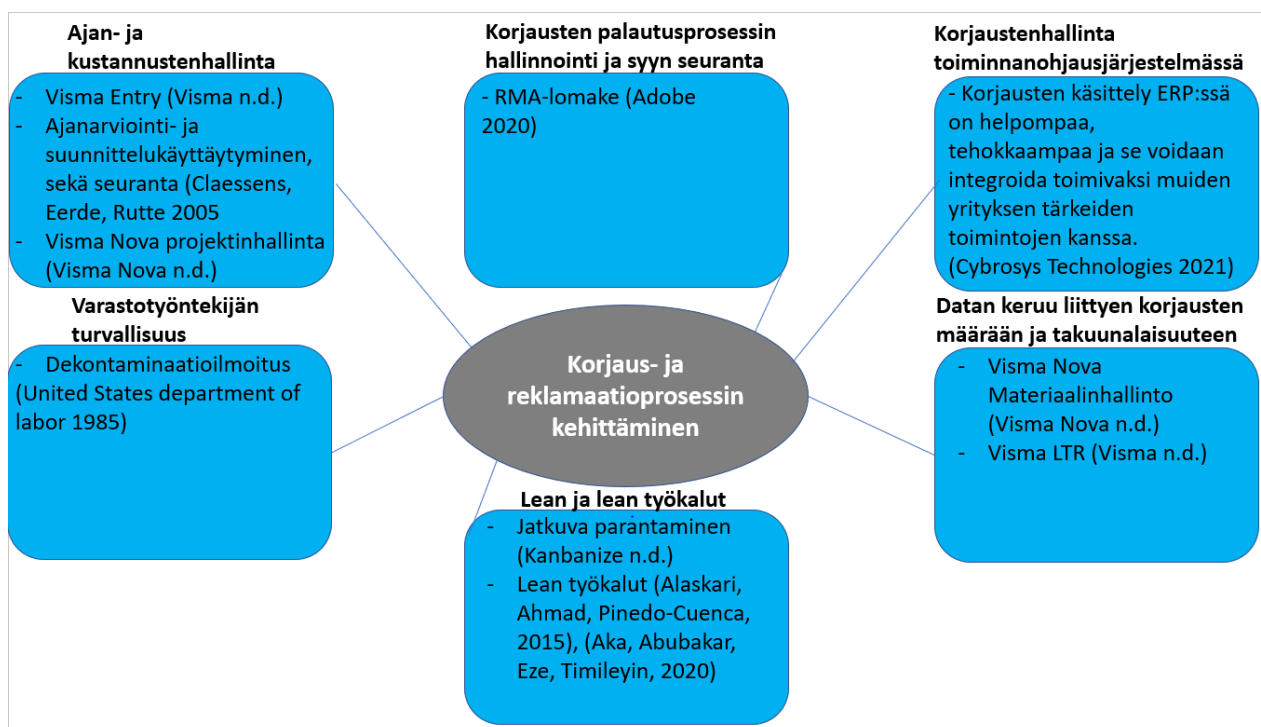 Ajan- ja
kustannustenhallinta
- Visma Entry (Visma n.d.)
- Ajanarviointi- ja
suunnittelukäyttäytyminen,
sekä seuranta (Claessens,
Eerde, Rutte 2005
- Visma Nova projektinhallinta
(Visma Nova n.d.)
Korjausten palautusprosessin
hallinnointi ja syyn seuranta
- RMA-lomake (Adobe
2020)
Korjaustenhallinta
toiminnanohjausjärjestelmässä
- Korjausten käsittely ERP:ssä
on helpompaa,
tehokkaampaa ja se voidaan
integroida toimivaksi muiden
yrityksen tärkeiden
toimintojen kanssa.
(Cybrosys Technologies 2021)
Varastotyöntekijän
turvallisuus
- Dekontaminaatioilmoitus
(United States department of
labor 1985)
Korjaus- ja
reklamaatioprosessin
kehittäminen
Datan keruu liittyen korjausten
määrään ja takuunalaisuuteen
- Visma Nova
Materiaalinhallinto
(Visma Nova n.d.)
- Visma LTR (Visma n.d.)
Lean ja lean työkalut
- Jatkuva parantaminen
(Kanbanize n.d.)
- Lean työkalut (Alaskari,
Ahmad, Pinedo-Cuenca,
2015), (Aka, Abubakar,
Eze, Timileyin, 2020)